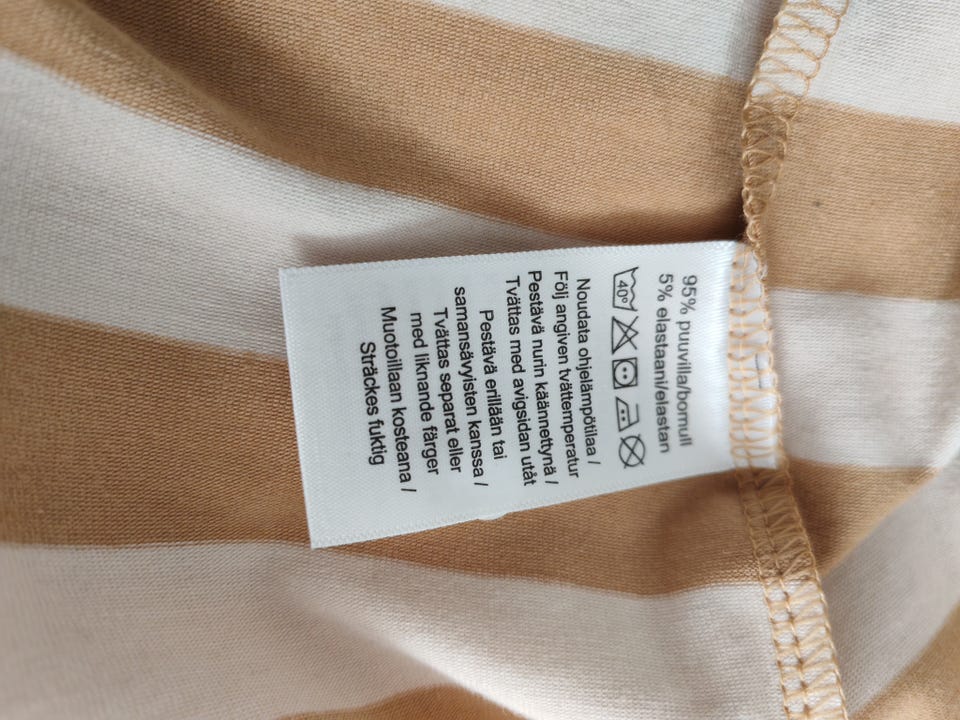 95% puuvilla/bomull
5% elastaani/elastan
40°
Noudata ohjelämpötilaa /
Följ angiven tvättemperatur
Pestävä nurin käännettynä /
Tvättas med avigsidan utåt
Pestävä erillään tai
samansävyisten kanssa /
Tvättas separat eller
med liknande färger
Muotoillaan kosteana /
Sträckes fuktig